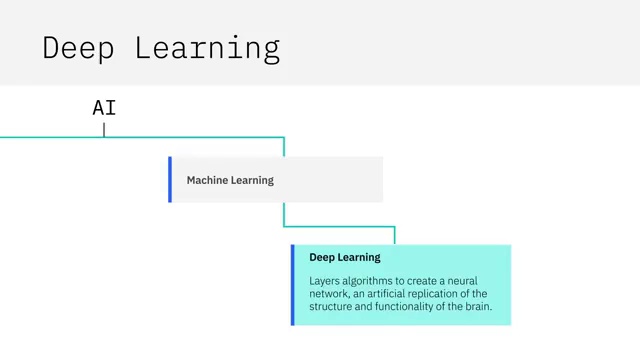 Deep Learning
AI
Machine Learning
Deep Learning
Layers algorithms to create a neural
network, an artificial replication of the
structure and functionality of the brain.